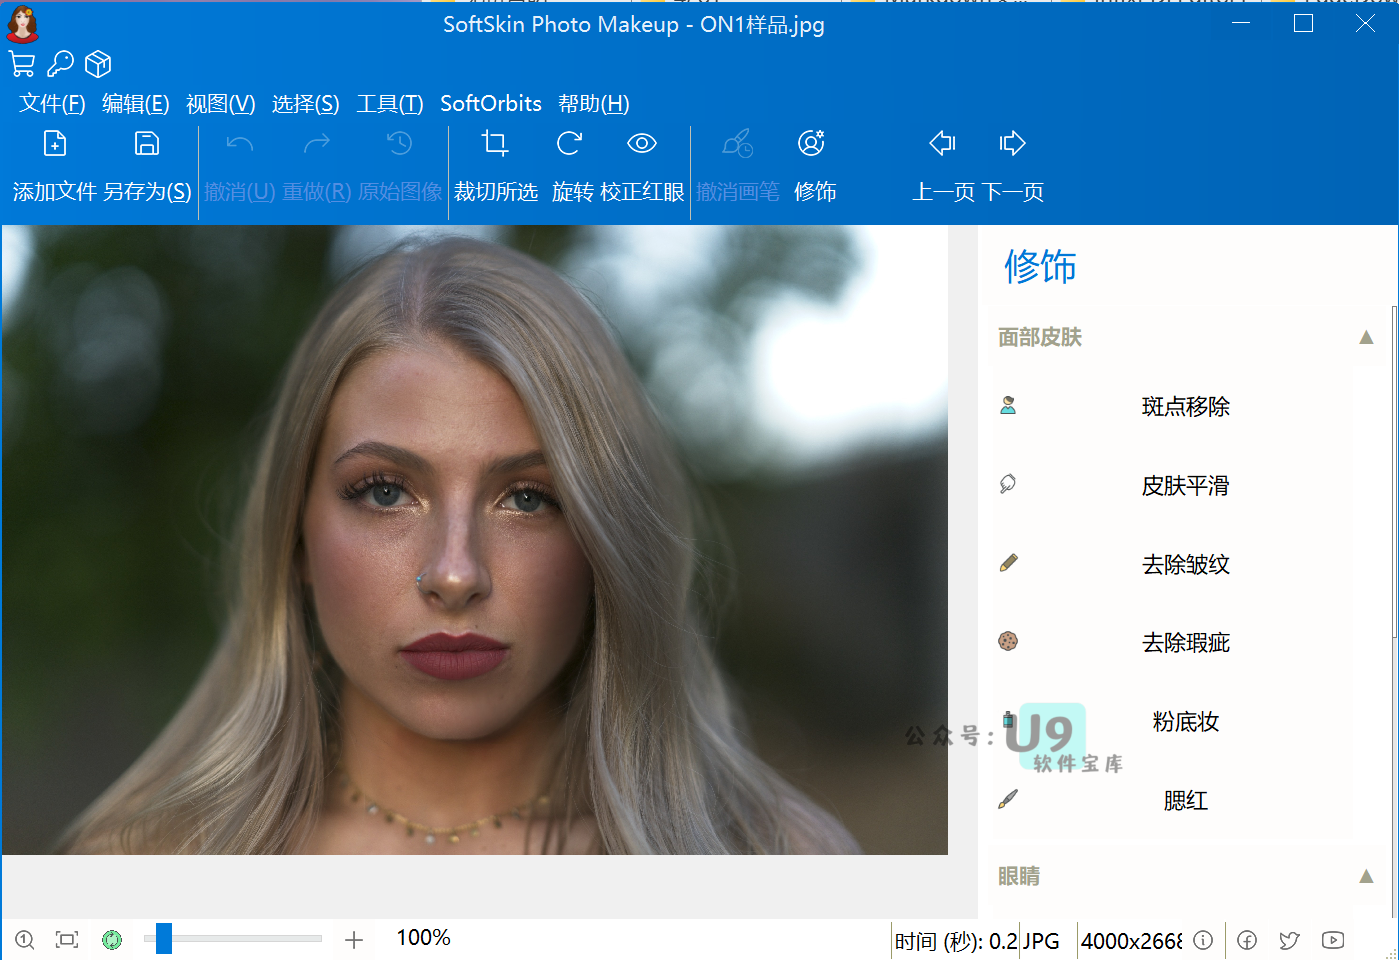 SoftSkin Photo Makeup - ON1样品.jpg
文件(F) 编辑(E) 视图(V) 选择(S) 工具(T) SoftOrbits 帮助(H)
添加文件 另存为(S) 撤消(U) 重做(R) 原始图像 裁切所选 旋转 校正红眼 撤消画笔 修饰 上一页 下一页
修饰
面部皮肤
斑点移除
皮肤平滑
去除皱纹
去除瑕疵
粉底妆
公众号: U9
软件宝库
腮红
眼睛
100% 时间 (秒): 0.2 JPG 4000x2668